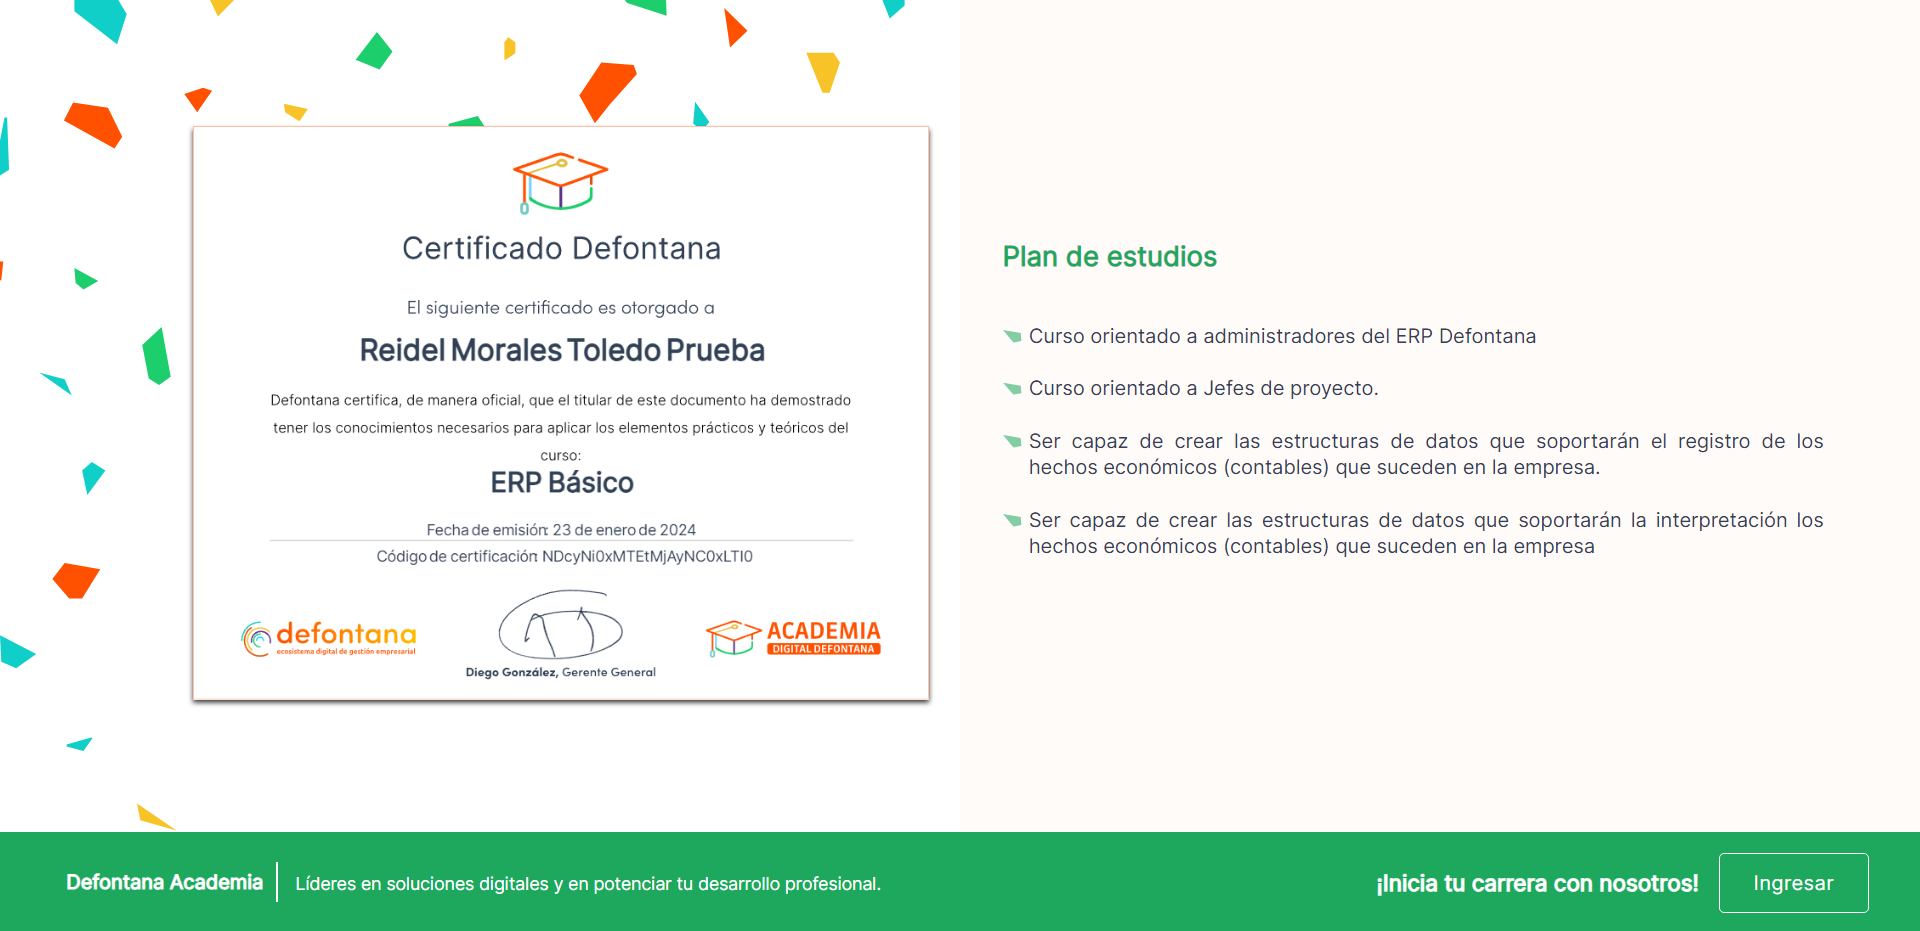 Certificado Defontana
El siguiente certificado es otorgado a
Reidel Morales Toledo Prueba
Defontana certifica, de manera oficial, que el titular de este documento ha demostrado
tener los conocimientos necesarios para aplicar los elementos prácticos y teóricos del
curso:
ERP Básico
Fecha de emisión: 23 de enero de 2024
Código de certificación: NDcyNi0xMTEtMjAyNC0xLTI0
defontana
ecosistema digital de gestión empresarial
Diego González, Gerente General
ACADEMIA
DIGITAL DEFONTANA
Plan de estudios
Curso orientado a administradores del ERP Defontana
Curso orientado a Jefes de proyecto.
Ser capaz de crear las estructuras de datos que soportarán el registro de los
hechos económicos (contables) que suceden en la empresa.
Ser capaz de crear las estructuras de datos que soportarán la interpretación los
hechos económicos (contables) que suceden en la empresa
Defontana Academia
Líderes en soluciones digitales y en potenciar tu desarrollo profesional.
¡Inicia tu carrera con nosotros!
Ingresar